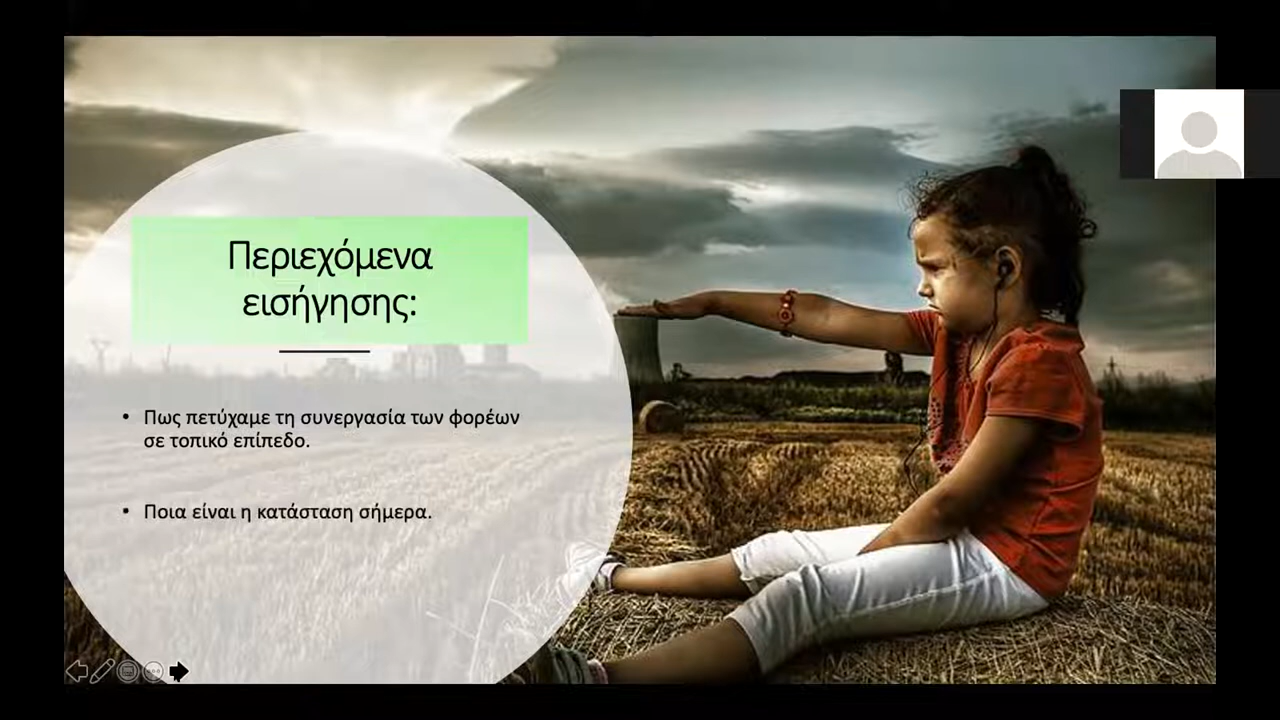 Περιεχόμενα
εισήγησης:
• Πως πετύχαμε τη συνεργασία των φορέων
σε τοπικό επίπεδο.
• Ποια είναι η κατάσταση σήμερα.